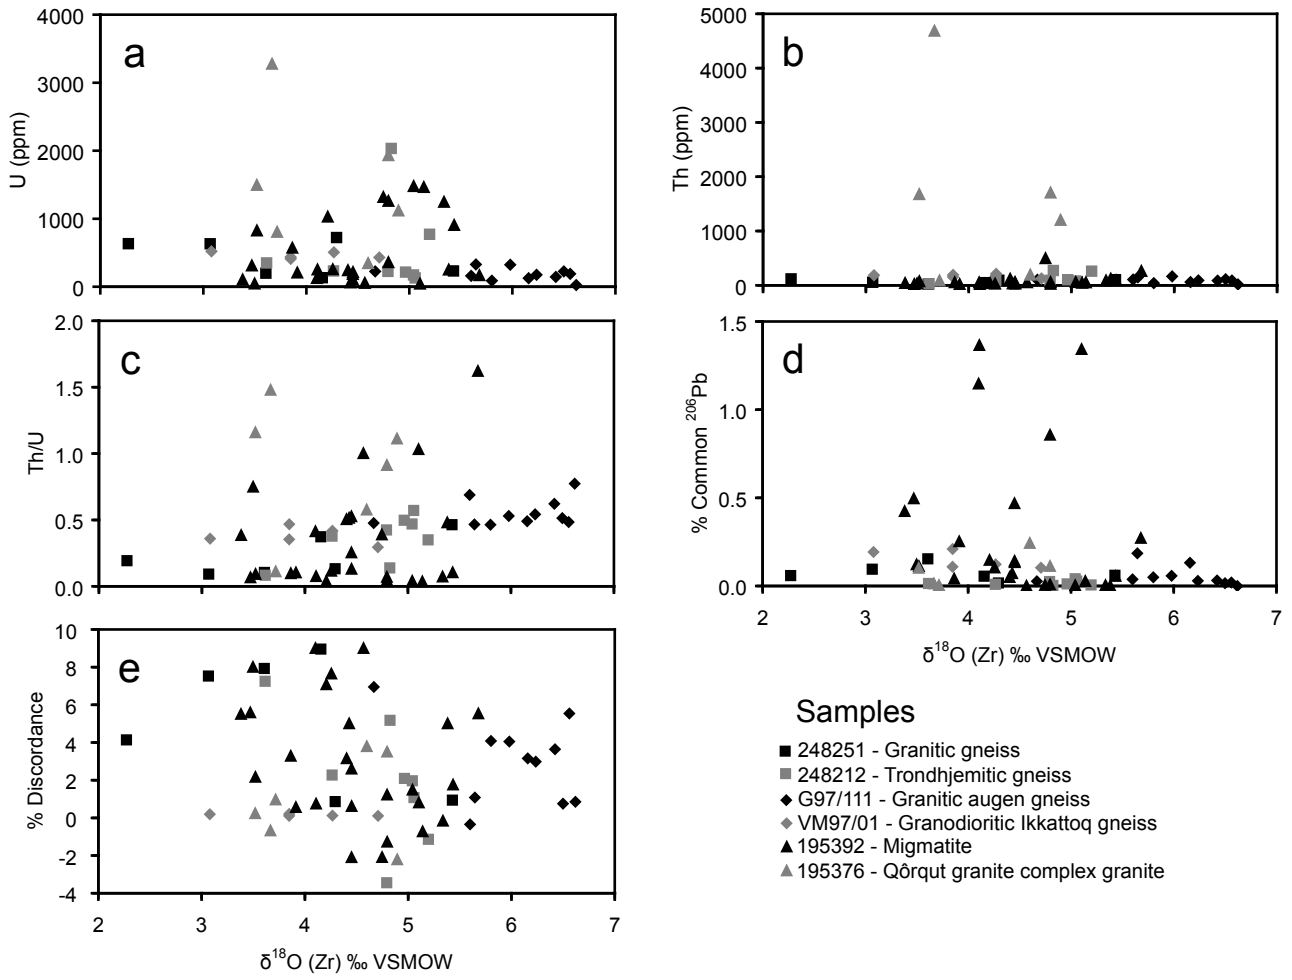 a
U (ppm)
4000
3000
2000
1000
0
b
Th (ppm)
5000
4000
3000
2000
1000
0
c
Th/U
2.0
1.5
1.0
0.5
0.0
d
% Common ²⁰⁶Pb
1.5
1.0
0.5
0.0
2 3 4 5 6 7
δ¹⁸O (Zr) ‰ VSMOW
e
% Discordance
10
8
6
4
2
0
-2
-4
2 3 4 5 6 7
δ¹⁸O (Zr) ‰ VSMOW
Samples
248251 - Granitic gneiss
248212 - Trondhjemitic gneiss
G97/111 - Granitic augen gneiss
VM97/01 - Granodioritic Ikkattoq gneiss
195392 - Migmatite
195376 - Qôrqut granite complex granite